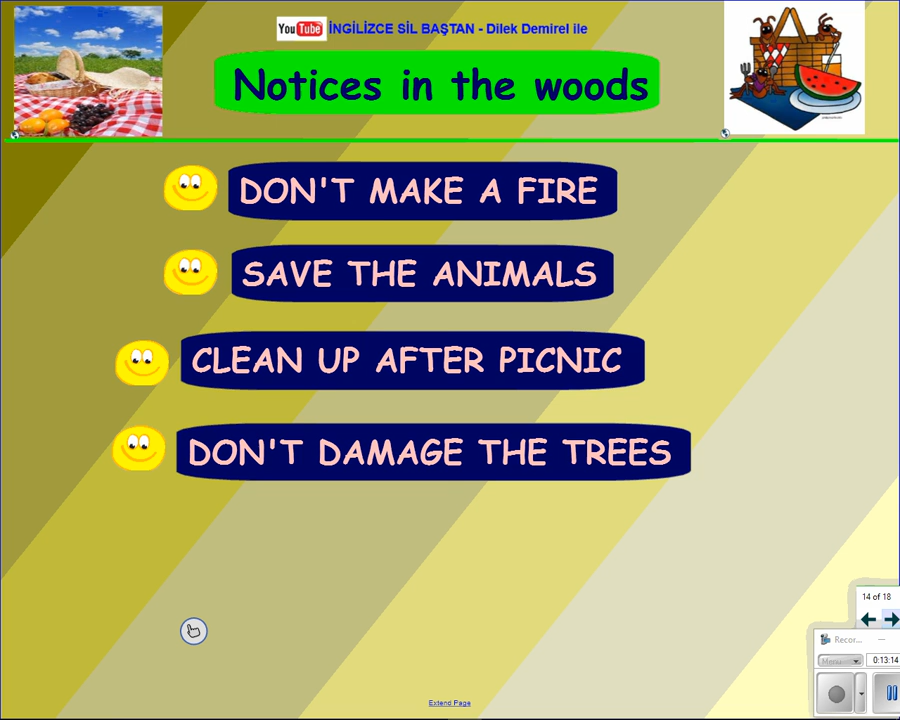 YouTube İNGİLİZCE SİL BAŞTAN - Dilek Demirel ile
Notices in the woods
DON'T MAKE A FIRE
SAVE THE ANIMALS
CLEAN UP AFTER PICNIC
DON'T DAMAGE THE TREES
14 of 18
Recor...
0:13:14
Extend Page